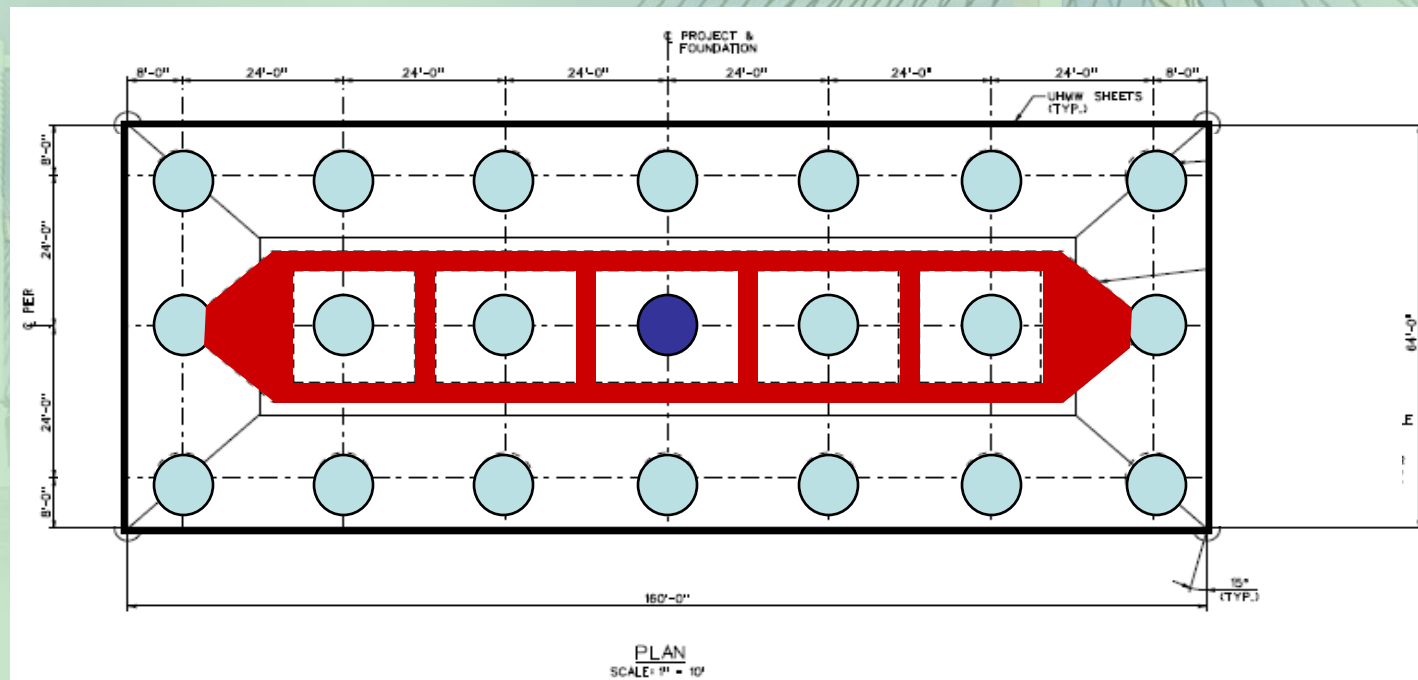 ℄ PROJECT &
FOUNDATION
8'-0" 24'-0" 24'-0" 24'-0" 24'-0" 24'-0" 24'-0" 8'-0"
UHMW SHEETS
(TYP.)
8'-0"
24'-0"
℄ PIER
24'-0"
8'-0"
64'-0"
160'-0"
15°
(TYP.)
PLAN
SCALE: 1" = 10'